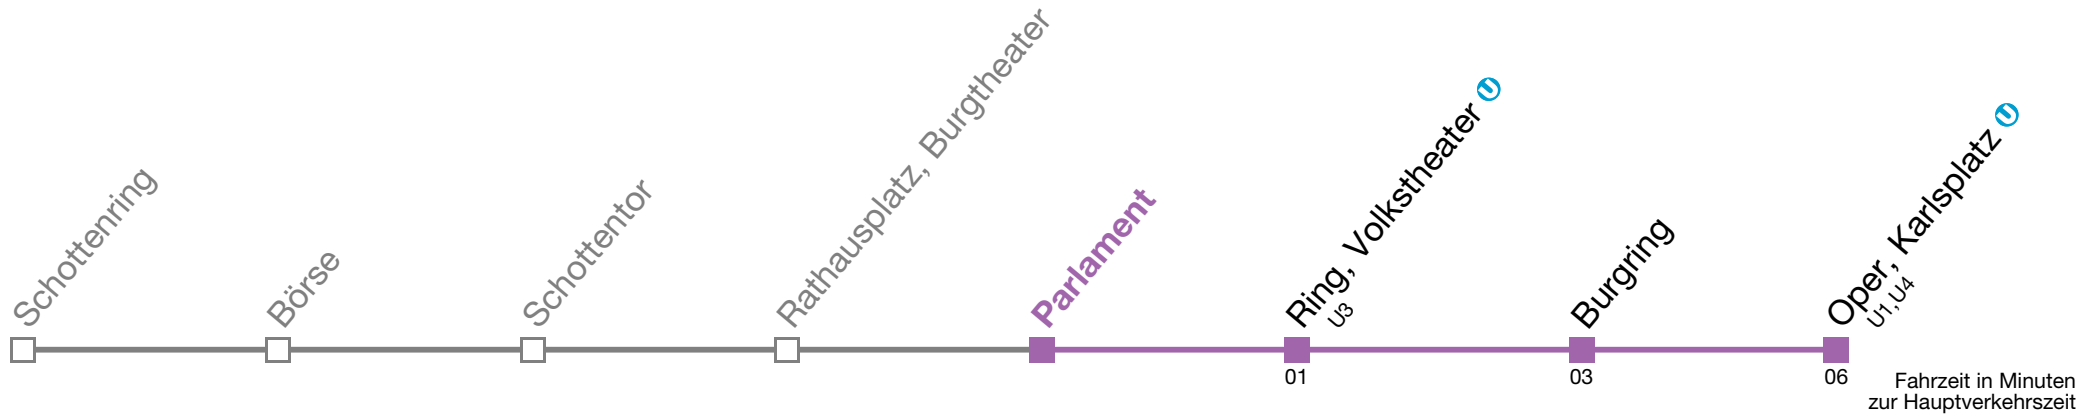 Schottenring
Börse
Schottentor
Rathausplatz, Burgtheater
Parlament
Ring, Volkstheater U
U3
Burgring
Oper, Karlsplatz U
U1,U4
01
03
06
Fahrzeit in Minuten
zur Hauptverkehrszeit